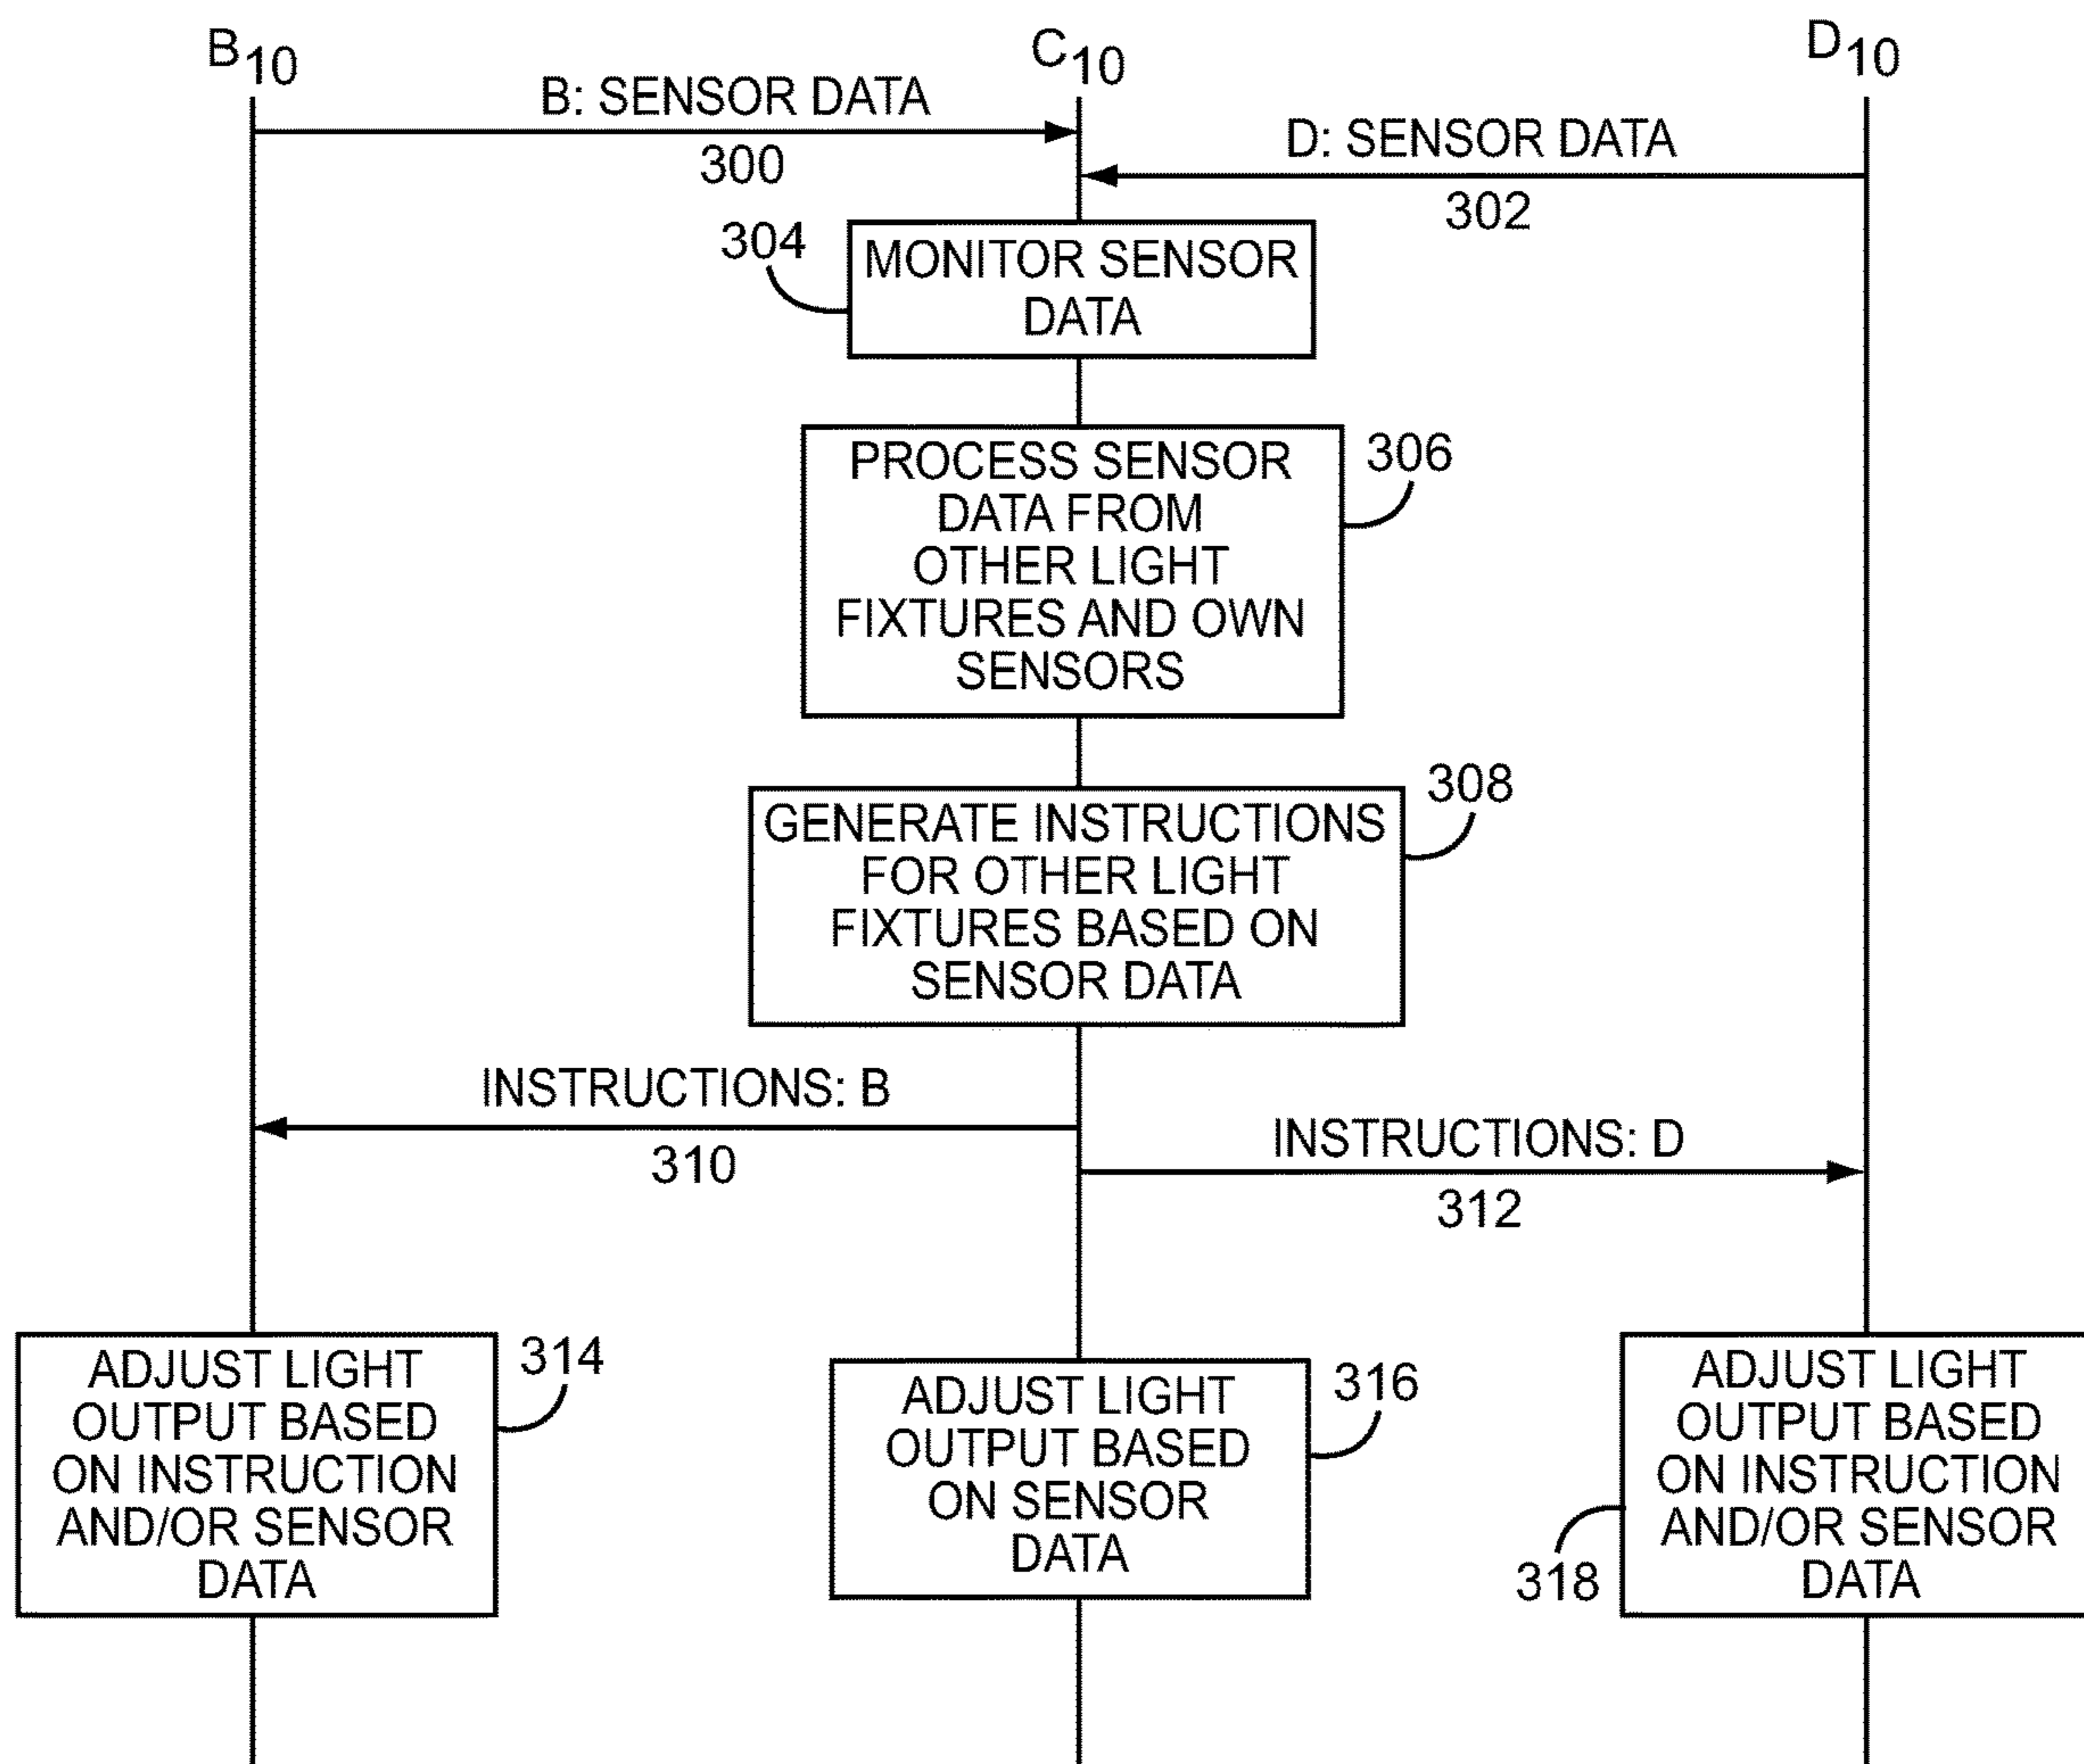 B10
C10
D10
B: SENSOR DATA
300
D: SENSOR DATA
302
304
MONITOR SENSOR
DATA
PROCESS SENSOR
DATA FROM
OTHER LIGHT
FIXTURES AND OWN
SENSORS
306
308
GENERATE INSTRUCTIONS
FOR OTHER LIGHT
FIXTURES BASED ON
SENSOR DATA
INSTRUCTIONS: B
310
INSTRUCTIONS: D
312
ADJUST LIGHT
OUTPUT BASED
ON INSTRUCTION
AND/OR SENSOR
DATA
314
ADJUST LIGHT
OUTPUT BASED
ON SENSOR
DATA
316
ADJUST LIGHT
OUTPUT BASED
ON INSTRUCTION
AND/OR SENSOR
DATA
318